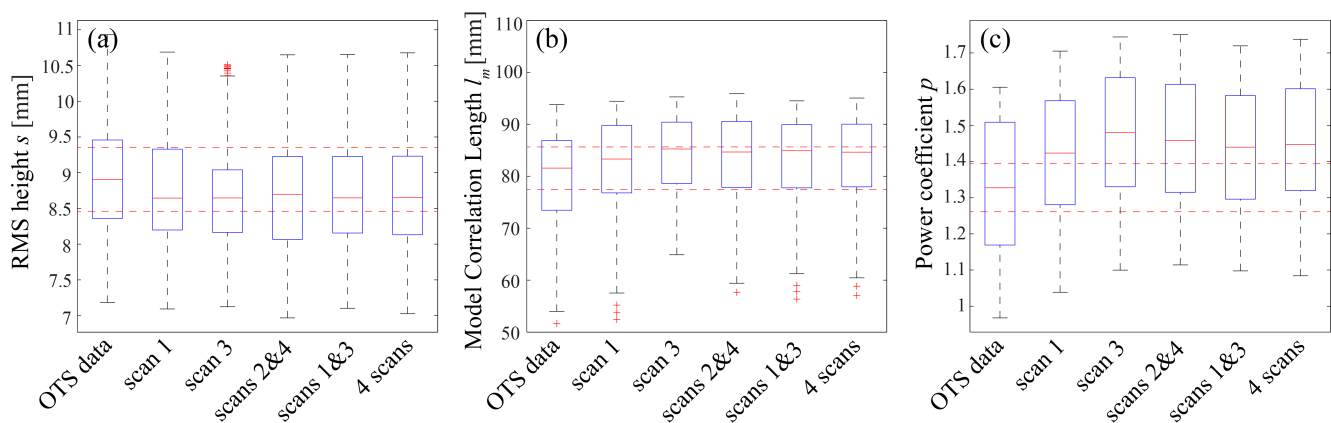 (a)
RMS height s [mm]
11
10.5
10
9.5
9
8.5
8
7.5
7
OTS data
scan 1
scan 3
scans 2&4
scans 1&3
4 scans
(b)
Model Correlation Length lm [mm]
110
100
90
80
70
60
50
OTS data
scan 1
scan 3
scans 2&4
scans 1&3
4 scans
(c)
Power coefficient p
1.7
1.6
1.5
1.4
1.3
1.2
1.1
1
OTS data
scan 1
scan 3
scans 2&4
scans 1&3
4 scans